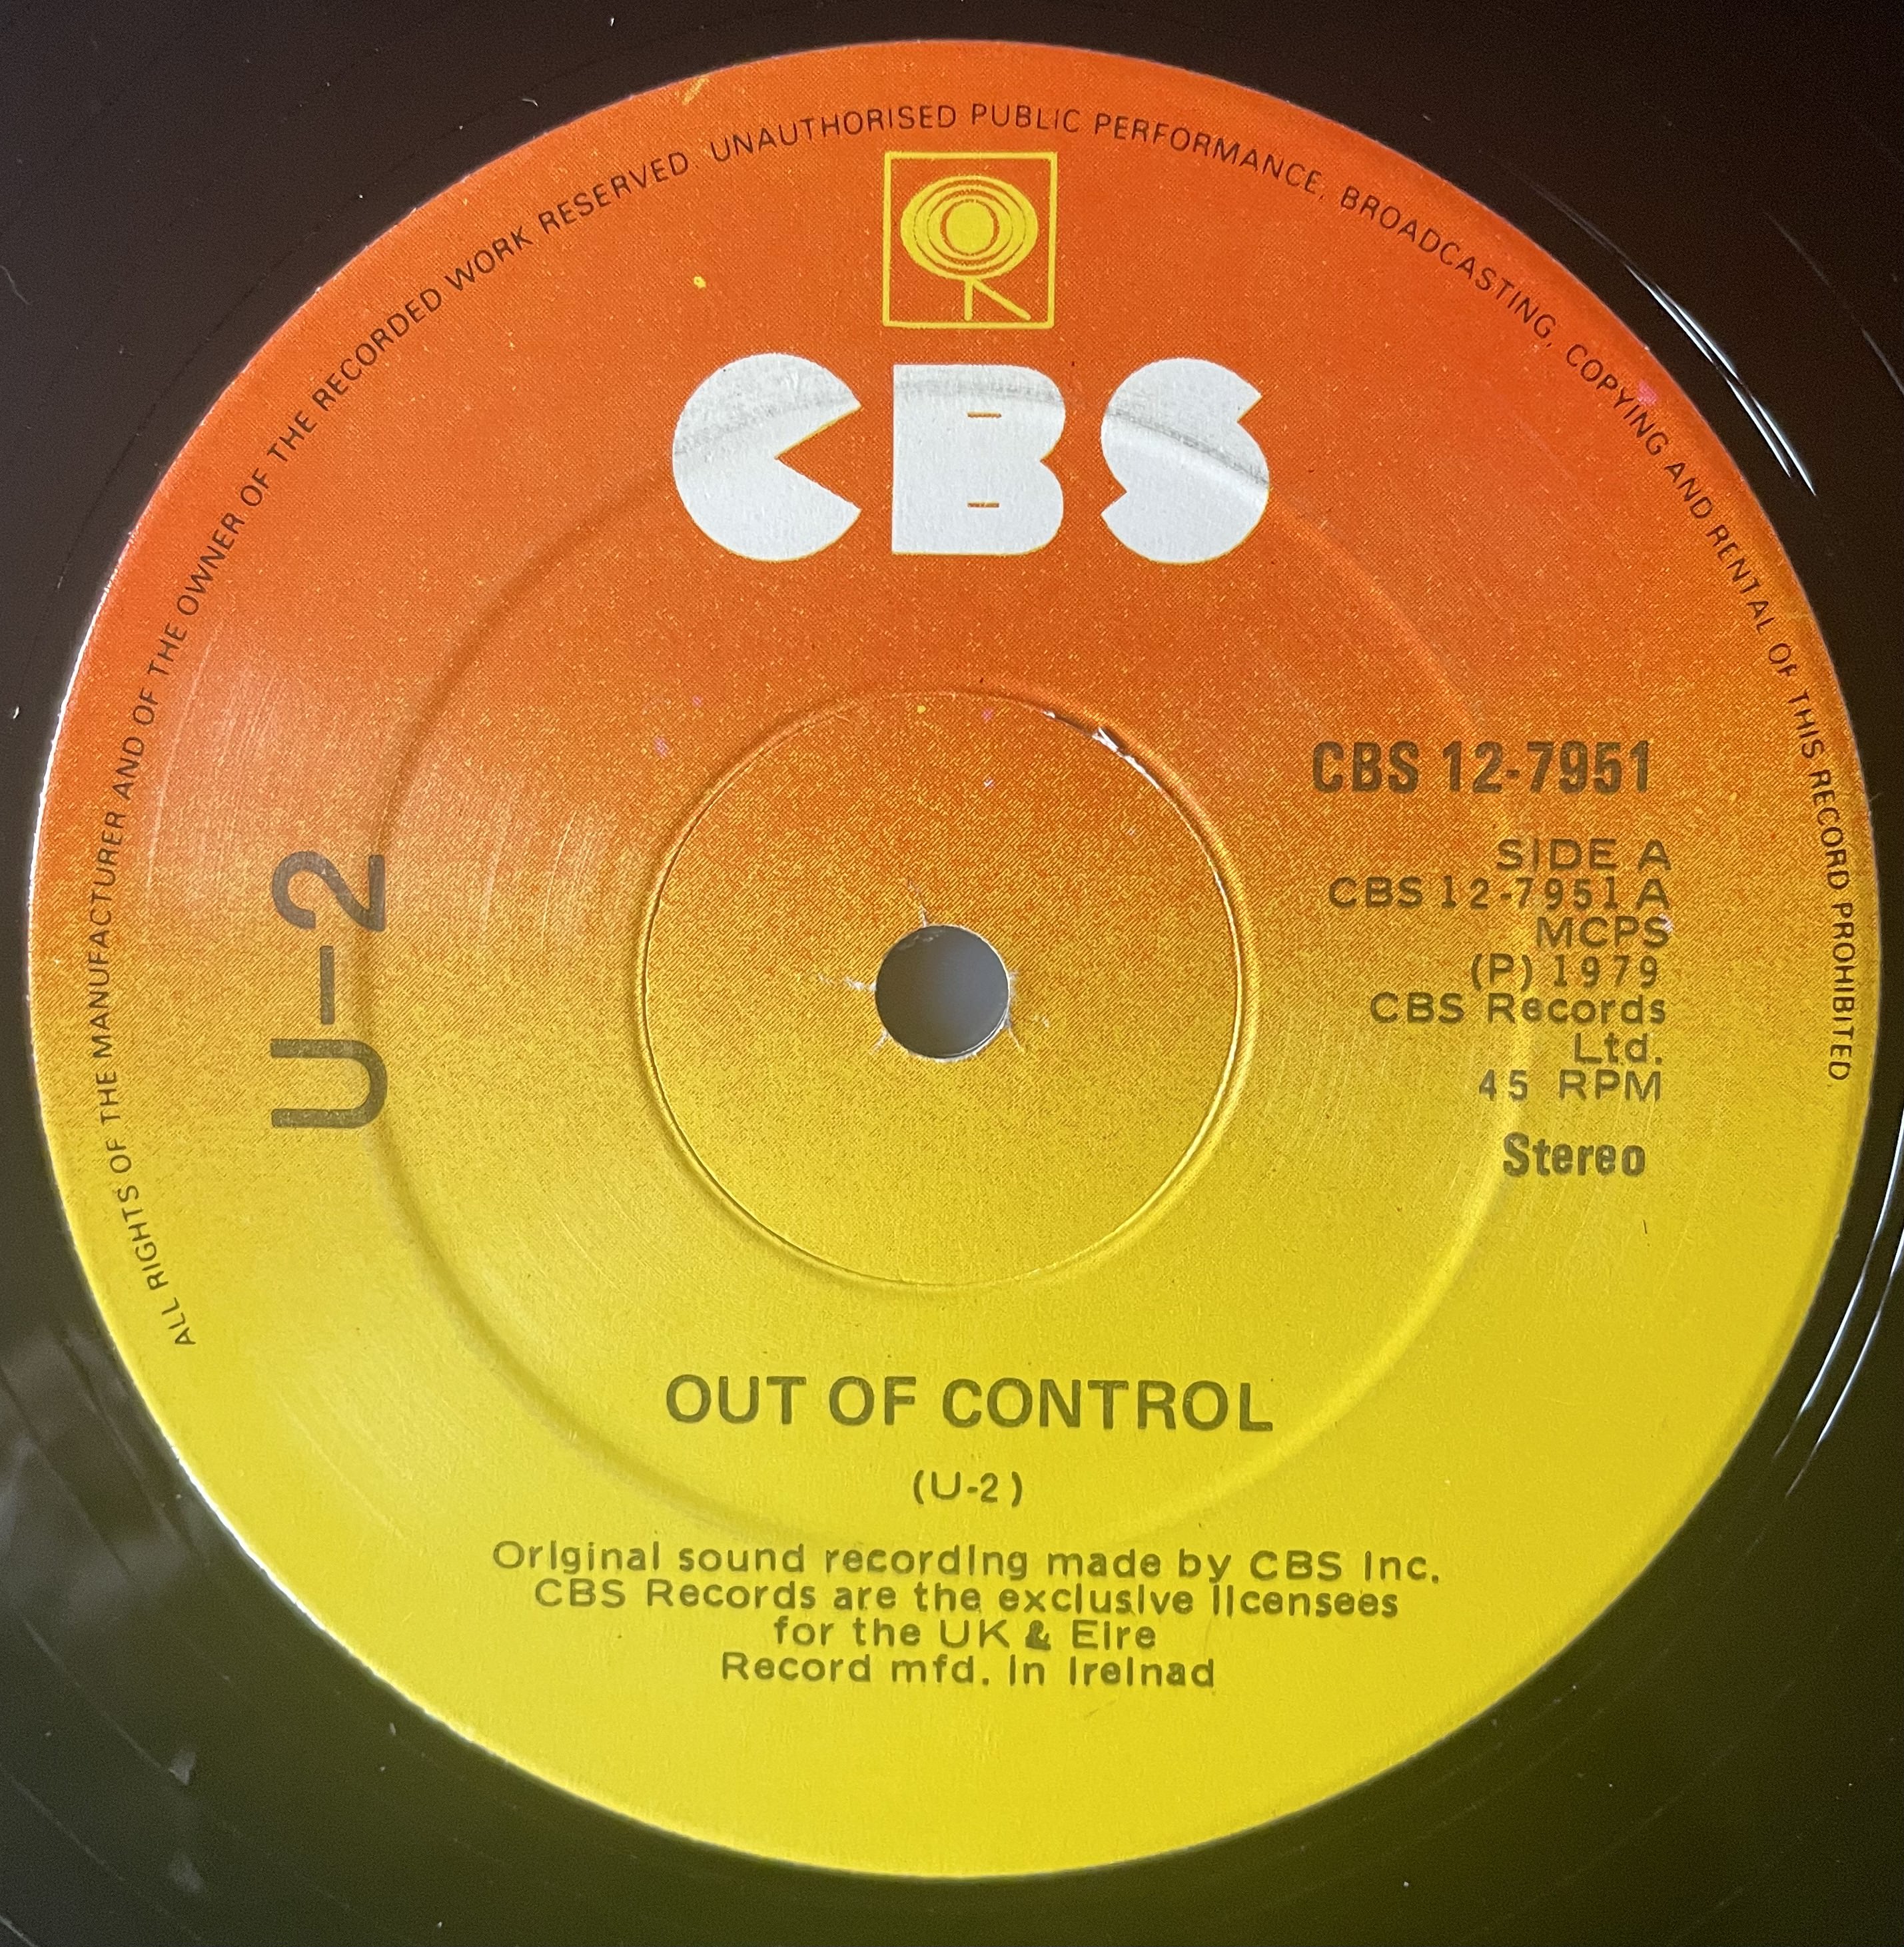 ALL RIGHTS OF THE MANUFACTURER AND OF THE OWNER OF THE RECORDED WORK RESERVED UNAUTHORISED PUBLIC PERFORMANCE, BROADCASTING, COPYING AND RENTAL OF THIS RECORD PROHIBITED
CBS
U-2
CBS 12-7951
SIDE A
CBS 12-7951 A
MCPS
(P) 1979
CBS Records
Ltd.
45 RPM
Stereo
OUT OF CONTROL
(U-2)
Original sound recording made by CBS Inc.
CBS Records are the exclusive licensees
for the UK & Eire
Record mfd. in Irelnad